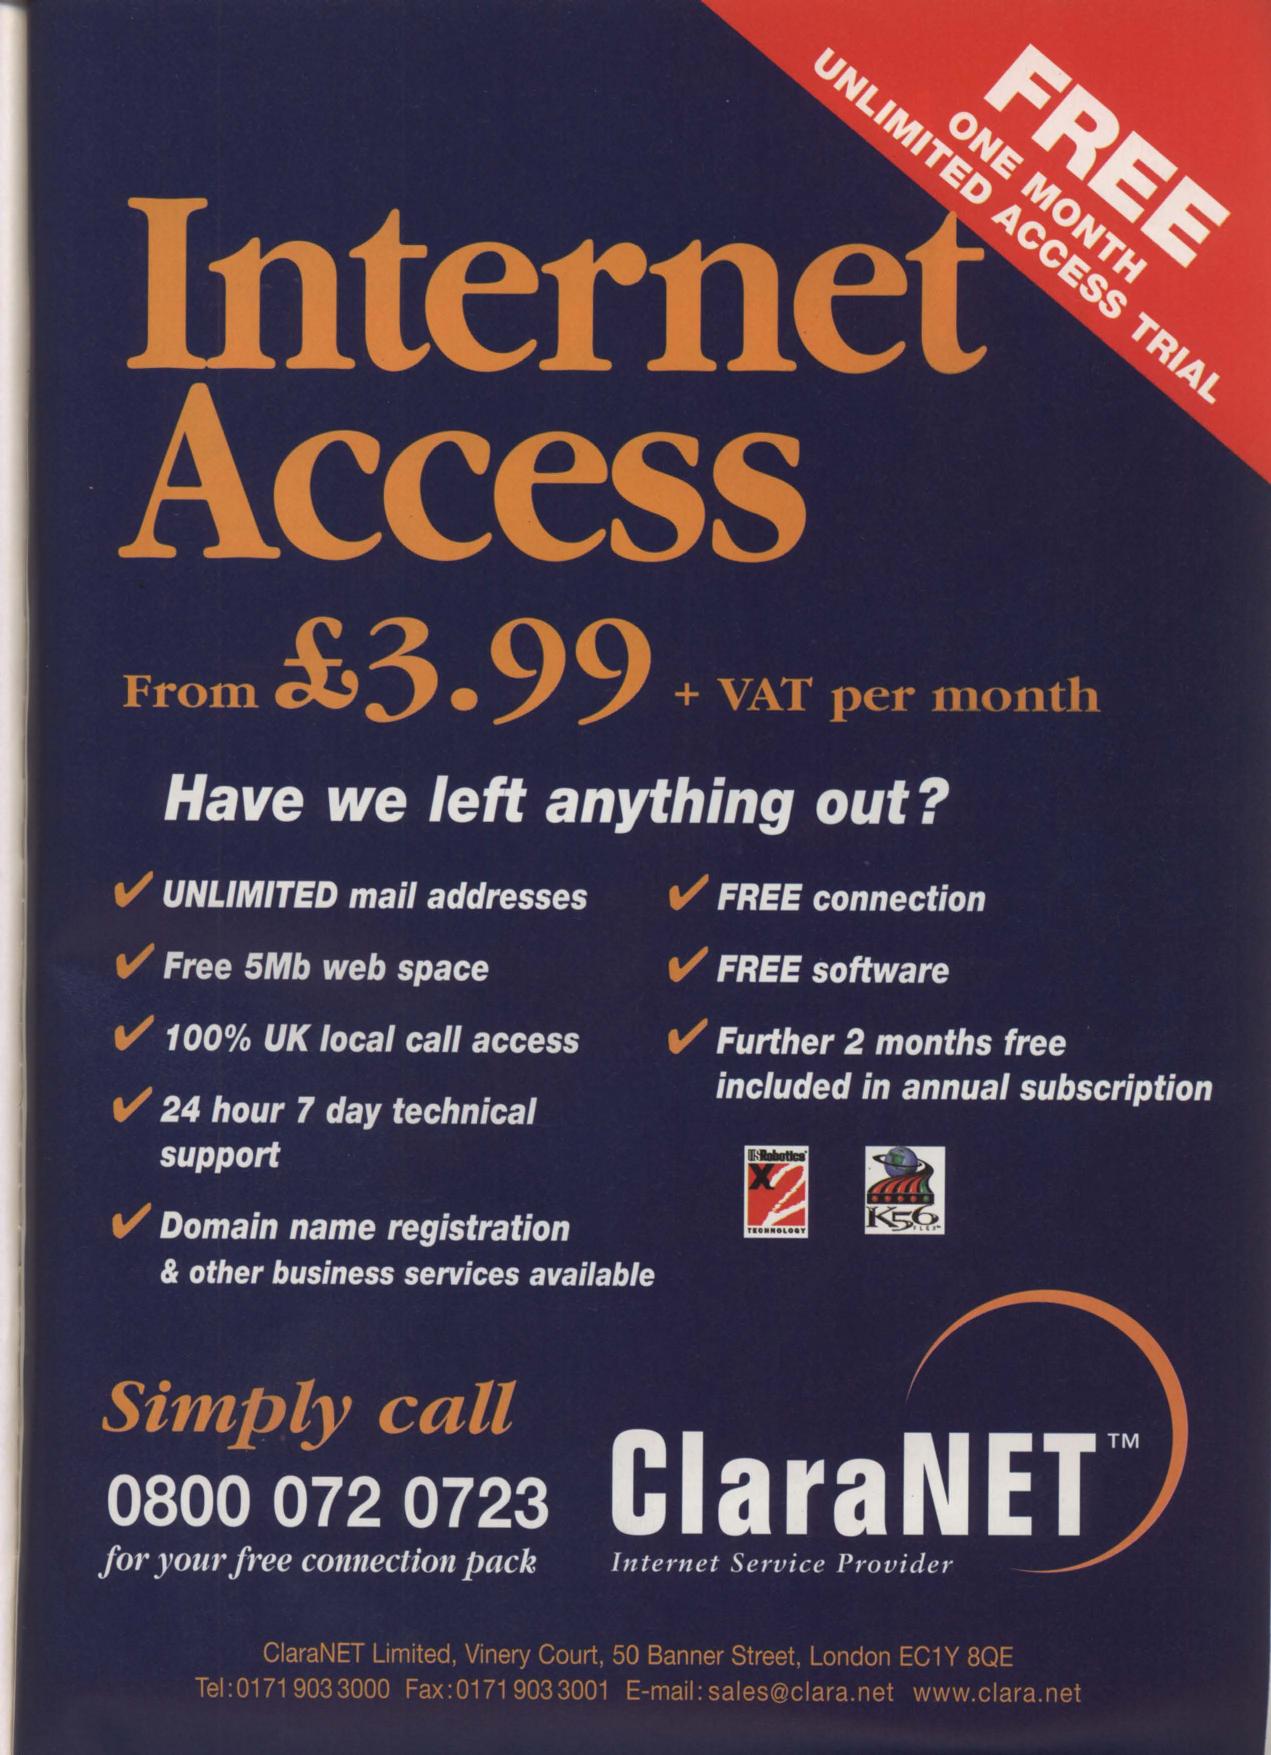 FREE
ONE MONTH
UNLIMITED ACCESS TRIAL
Internet
Access
From £3.99 + VAT per month
Have we left anything out?
✔ UNLIMITED mail addresses
✔ Free 5Mb web space
✔ 100% UK local call access
✔ 24 hour 7 day technical
support
✔ Domain name registration
& other business services available
✔ FREE connection
✔ FREE software
✔ Further 2 months free
included in annual subscription
USRobotics
X2
TECHNOLOGY
K56
FLEX™
Simply call
0800 072 0723
for your free connection pack
ClaraNET™
Internet Service Provider
ClaraNET Limited, Vinery Court, 50 Banner Street, London EC1Y 8QE
Tel:0171 903 3000 Fax:0171 903 3001 E-mail: sales@clara.net www.clara.net